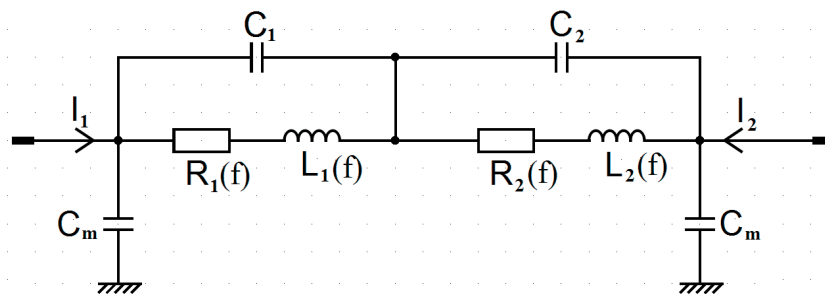 C₁
C₂
I₁
I₂
R₁(f)
L₁(f)
R₂(f)
L₂(f)
Cₘ
Cₘ